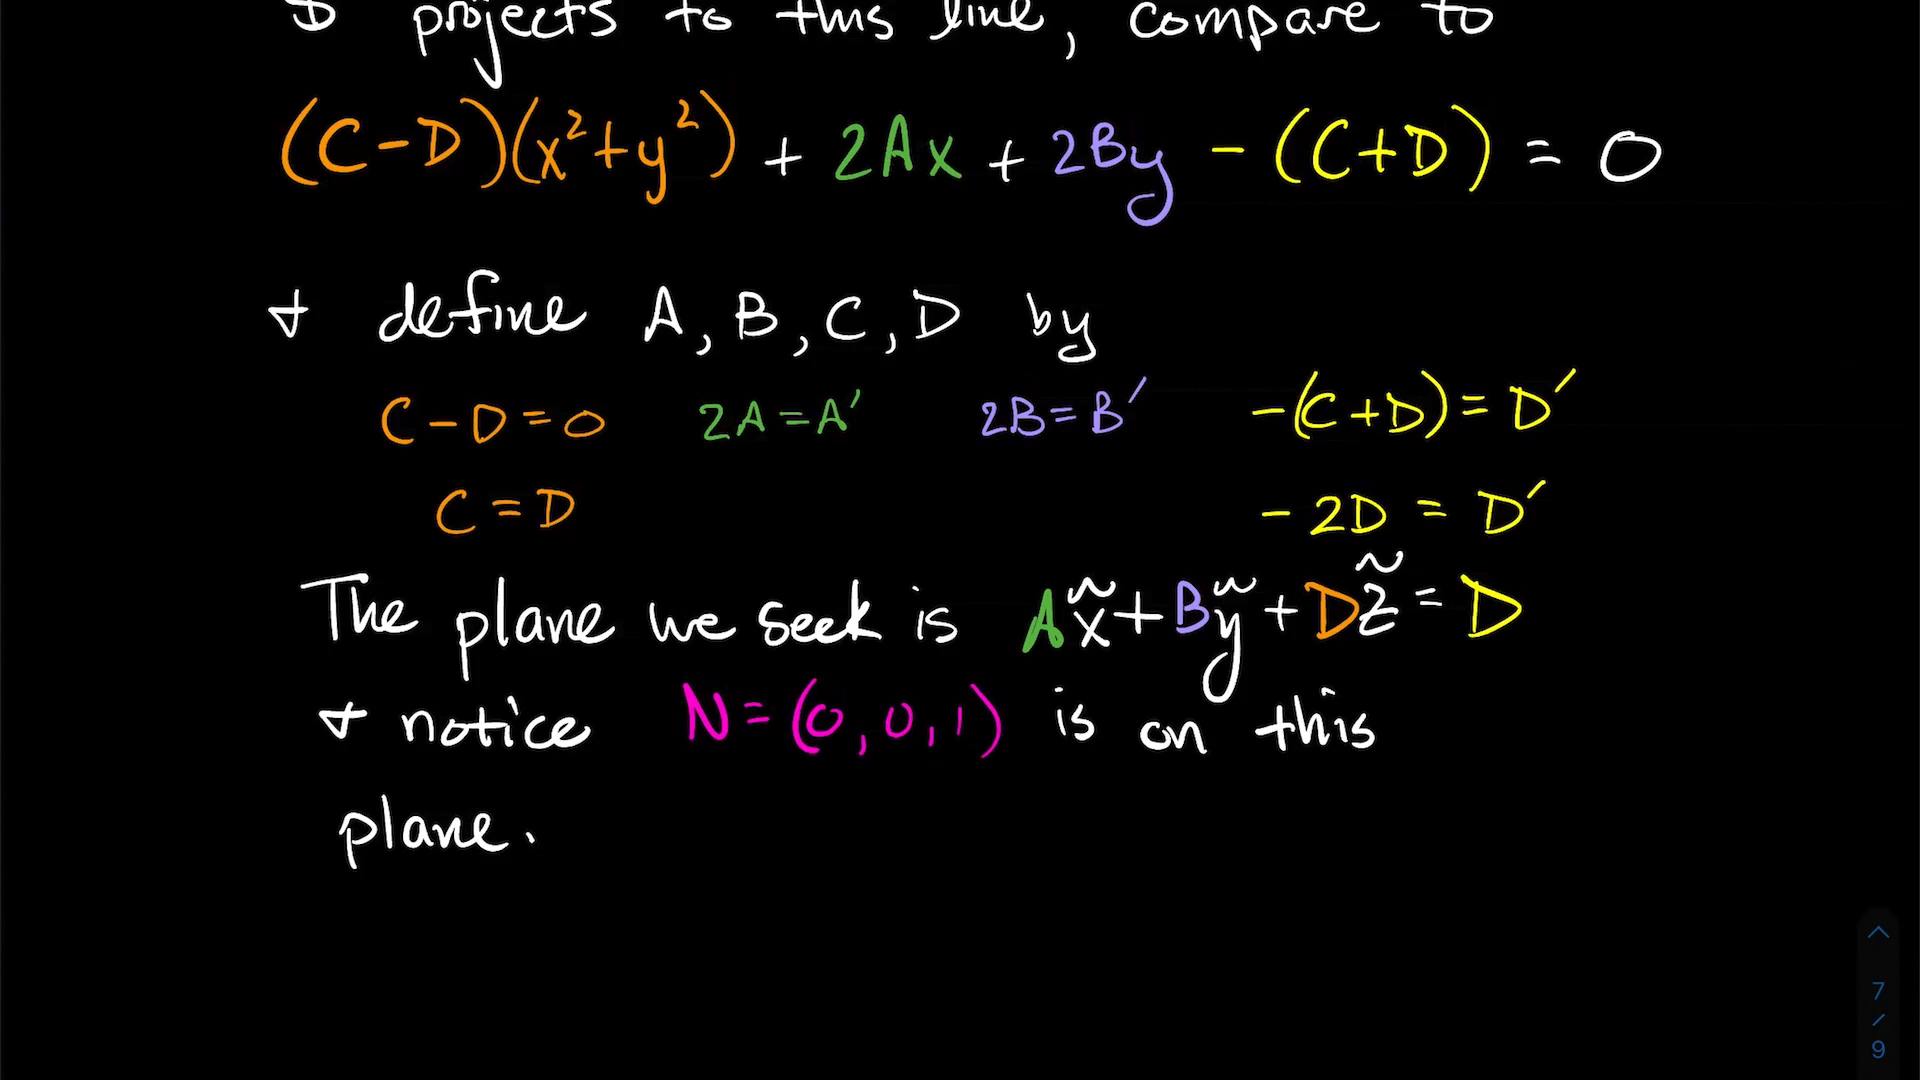 D projects to this line, compare to
(C-D)(x²+y²) + 2Ax + 2By - (C+D) = 0
+ define A, B, C, D by
C-D=0 2A=A′ 2B=B′ -(C+D)=D′
C=D -2D = D′
The plane we seek is Ax̃+Bỹ+Dz̃=D
+ notice N=(0,0,1) is on this
plane.
7
/
9